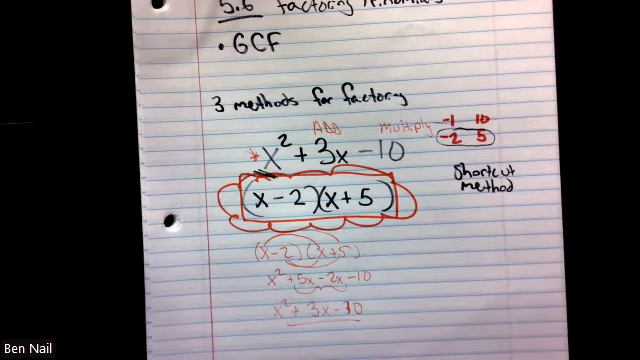 5.6 factoring
• GCF
3 methods for factoring
ADD multiply -1 10
* x² + 3x - 10 -2 5
(x - 2)(x + 5) Shortcut method
(x - 2)(x + 5)
x² + 5x - 2x - 10
x² + 3x - 10
Ben Nail